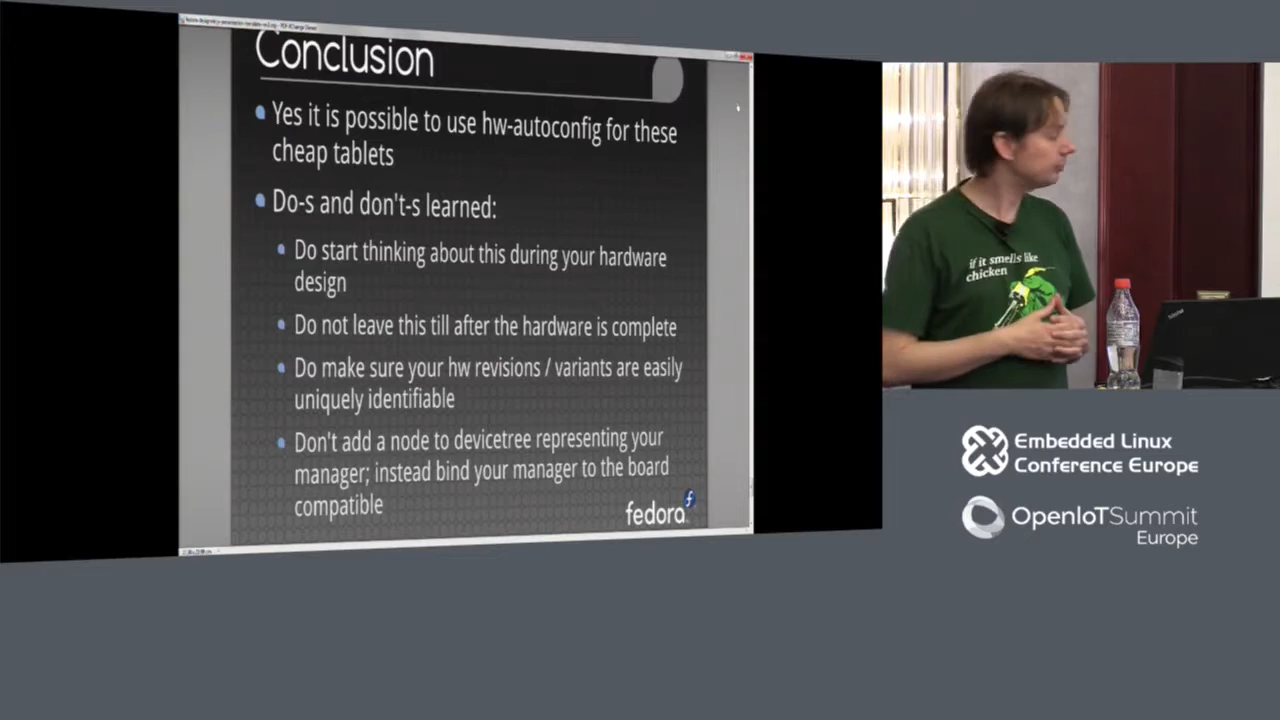 Conclusion
Yes it is possible to use hw-autoconfig for these
cheap tablets
Do-s and don't-s learned:
Do start thinking about this during your hardware
design
Do not leave this till after the hardware is complete
Do make sure your hw revisions / variants are easily
uniquely identifiable
Don't add a node to devicetree representing your
manager; instead bind your manager to the board
compatible
fedora
if it smells like
chicken
Embedded Linux
Conference Europe
OpenIoTSummit
Europe